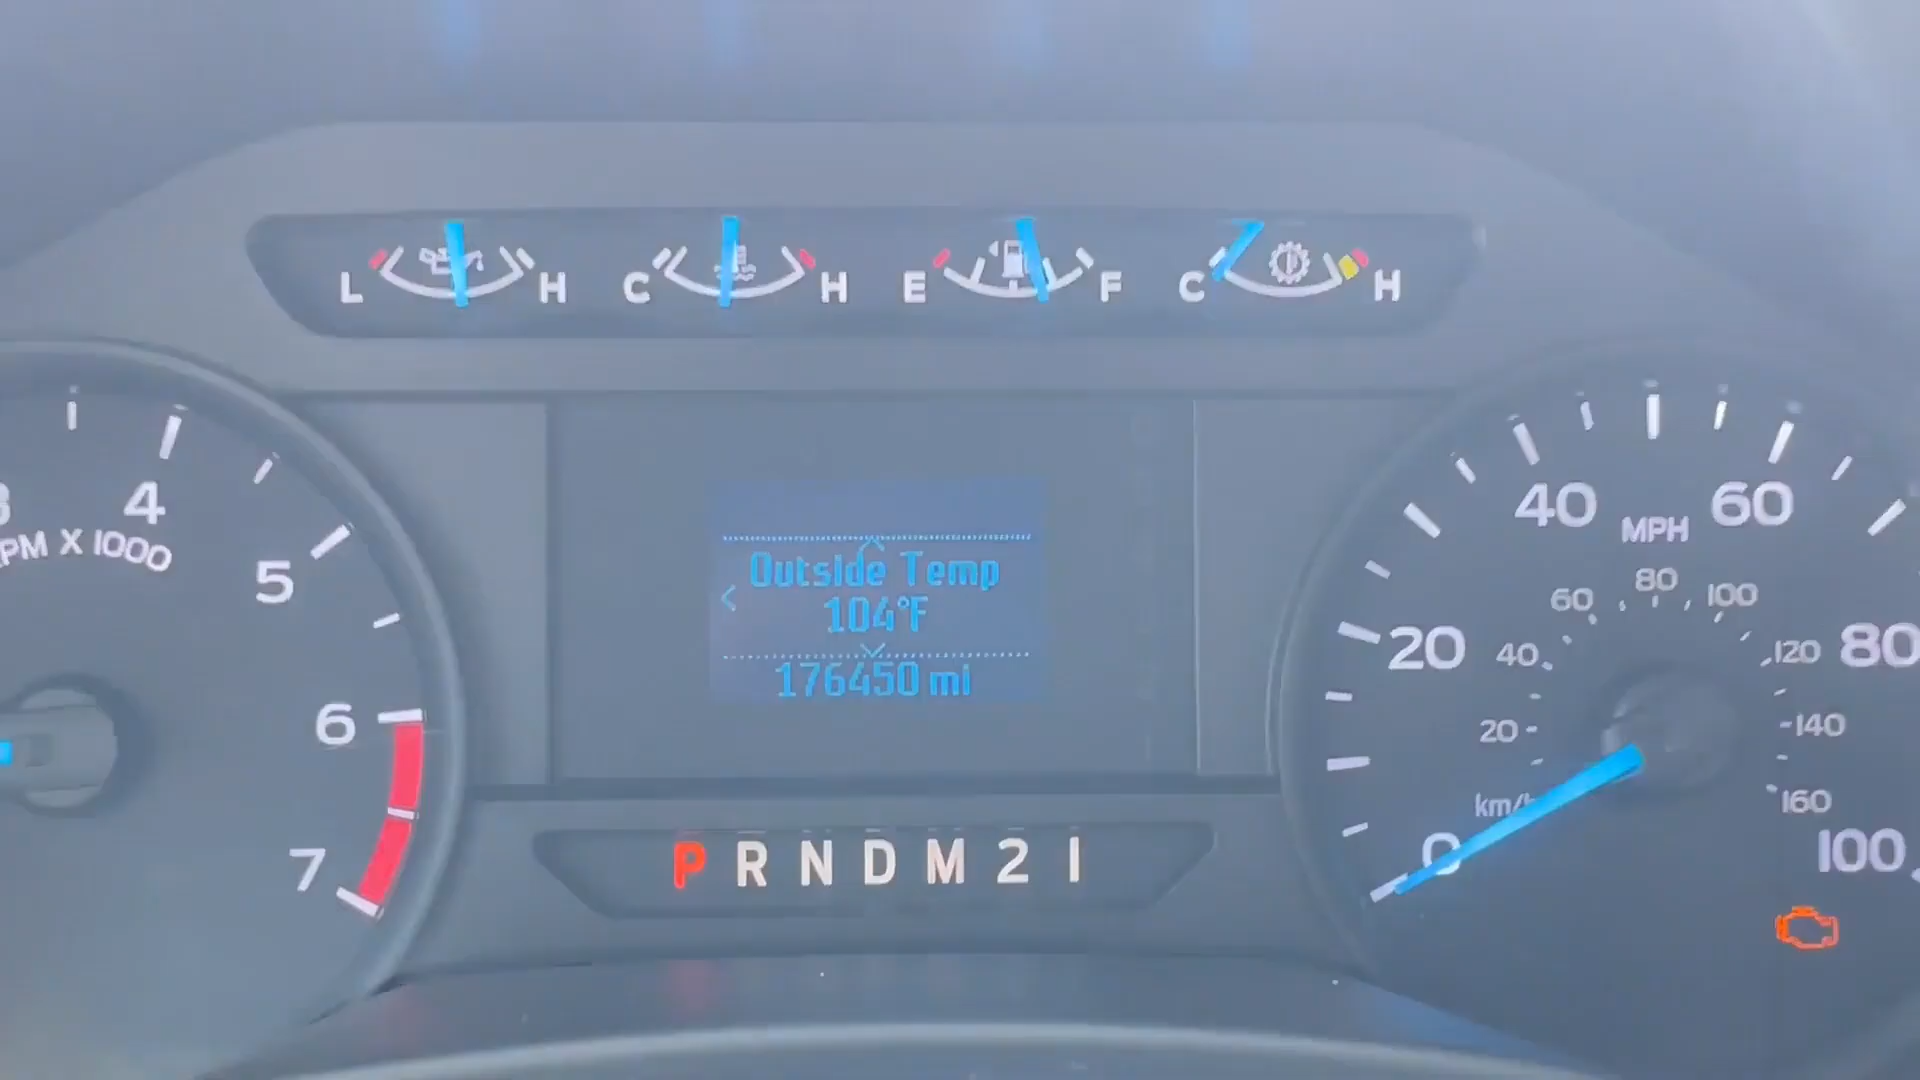 L H C H E F C H
4
5
6
7
PM X 1000
Outside Temp
104°F
176450 mi
P R N D M 2 1
0 20 40 60 80 100
MPH
20 40 60 80 100 120 140 160
km/h